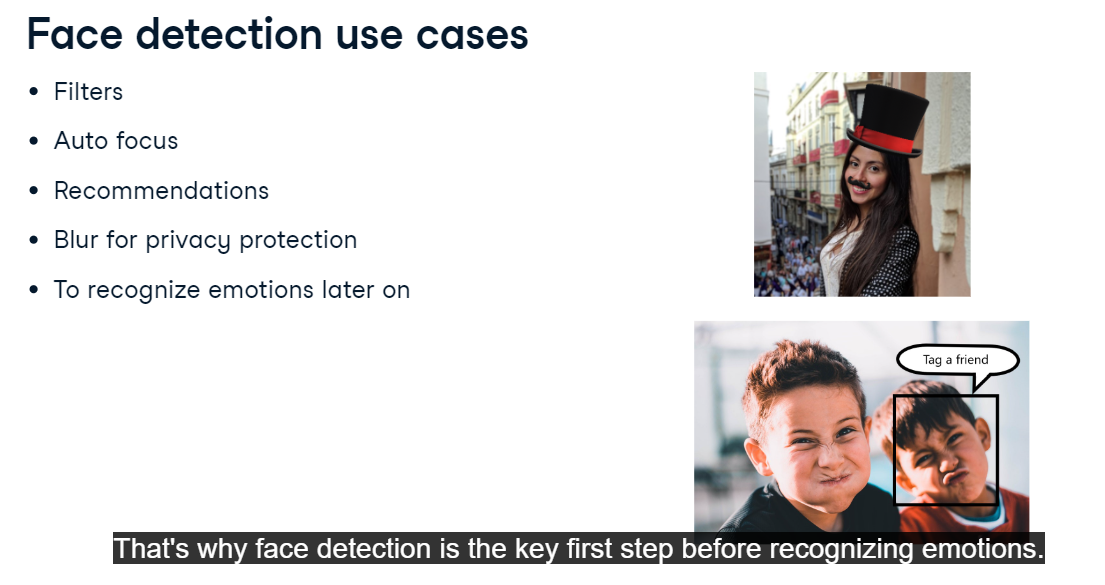 Face detection use cases
• Filters
• Auto focus
• Recommendations
• Blur for privacy protection
• To recognize emotions later on
Tag a friend
That's why face detection is the key first step before recognizing emotions.